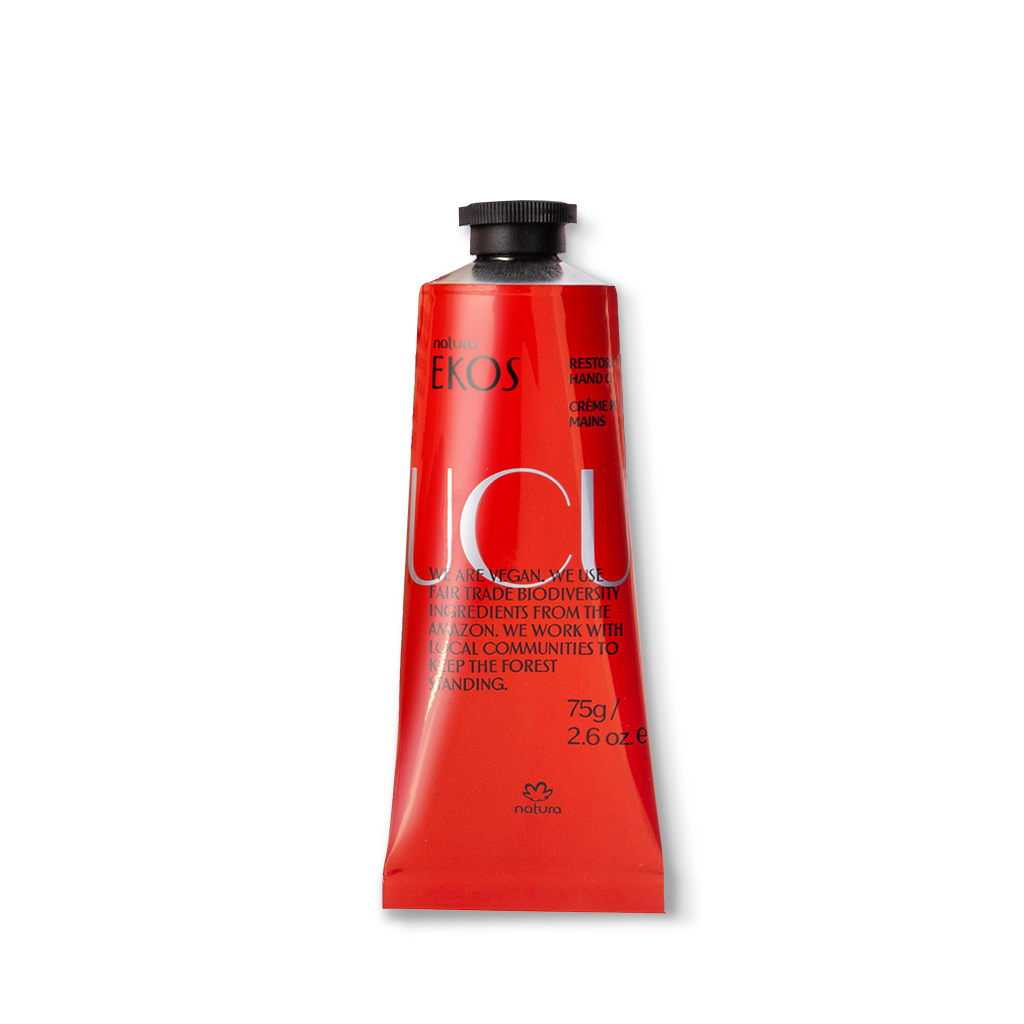 natura
EKOS
HAND
CRÈME
MAINS
UCU
WE ARE VEGAN. WE USE
FAIR TRADE BIODIVERSITY
INGREDIENTS FROM THE
AMAZON. WE WORK WITH
LOCAL COMMUNITIES TO
KEEP THE FOREST
STANDING.
75g /
2.6 oz. e
natura